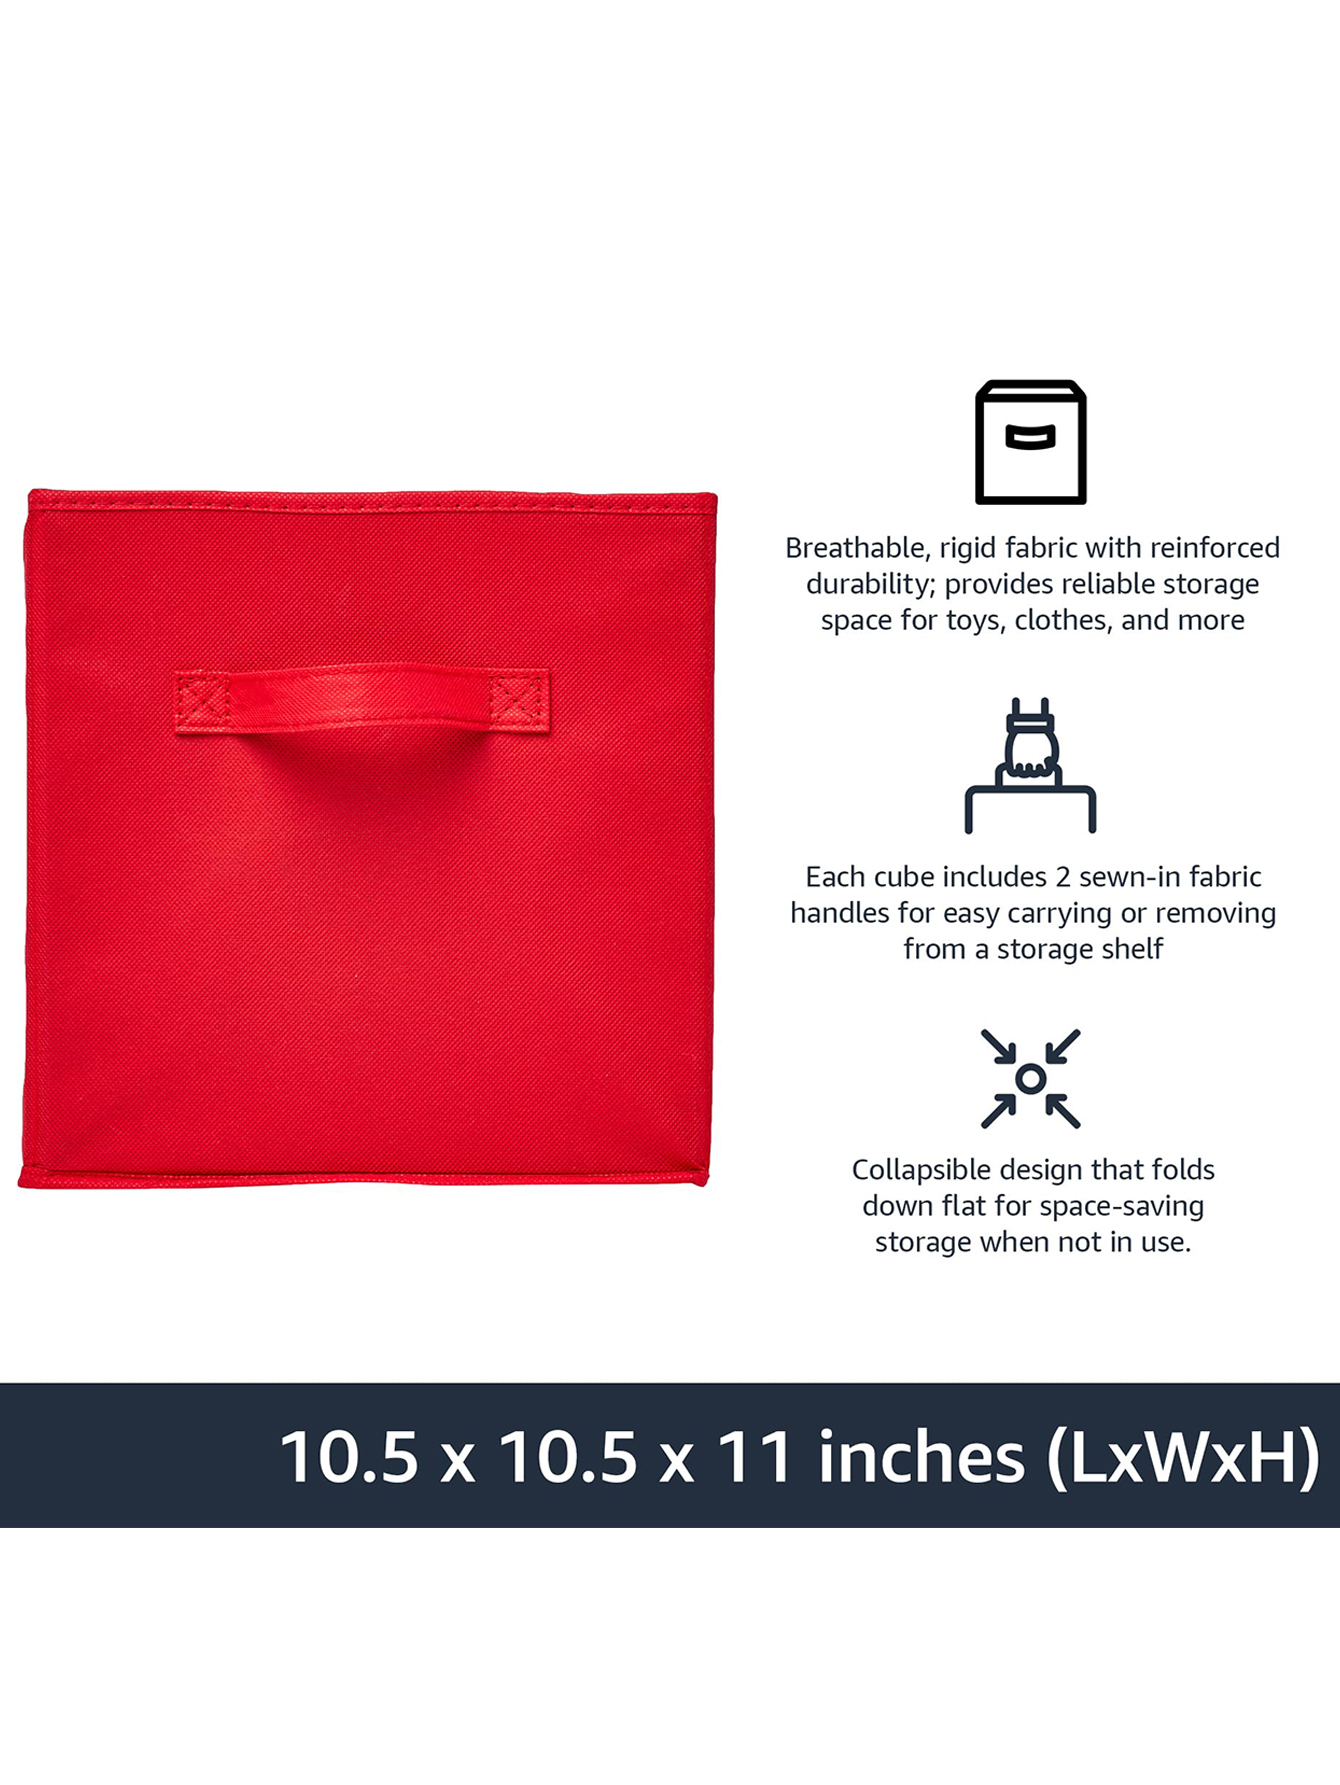 Breathable, rigid fabric with reinforced
durability; provides reliable storage
space for toys, clothes, and more
Each cube includes 2 sewn-in fabric
handles for easy carrying or removing
from a storage shelf
Collapsible design that folds
down flat for space-saving
storage when not in use.
10.5 x 10.5 x 11 inches (LxWxH)